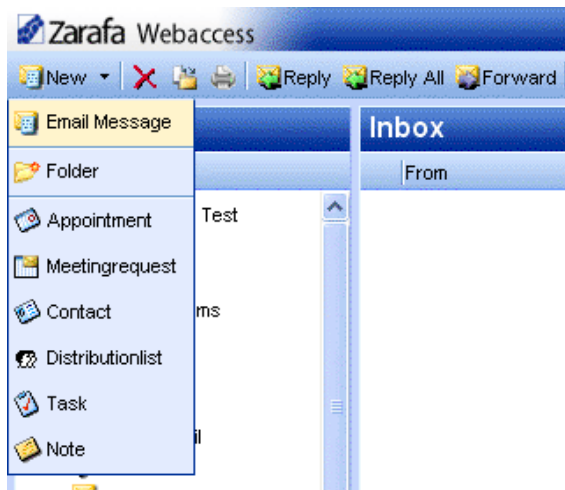 Zarafa Webaccess
New Reply Reply All Forward
Email Message
Inbox
Folder
From
Appointment
Test
Meetingrequest
Contact
ms
Distributionlist
Task
Note
il